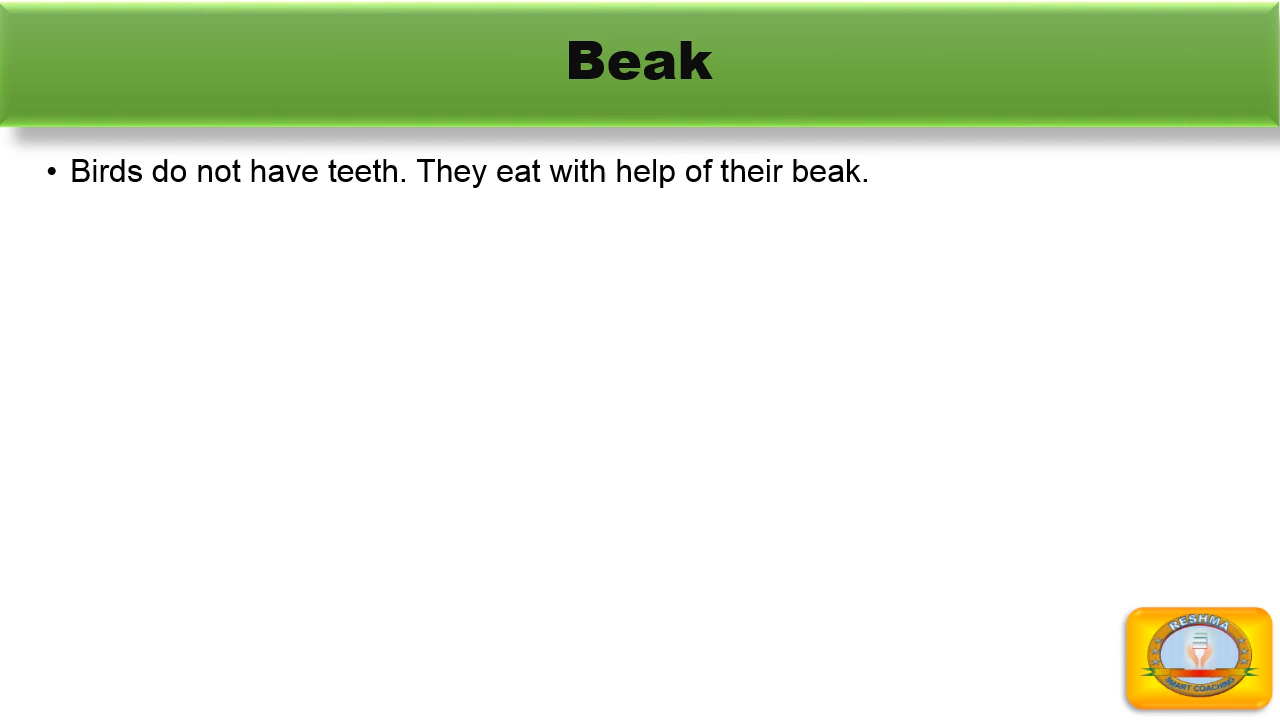 Beak
• Birds do not have teeth. They eat with help of their beak.
RESHMA
SMART COACHING